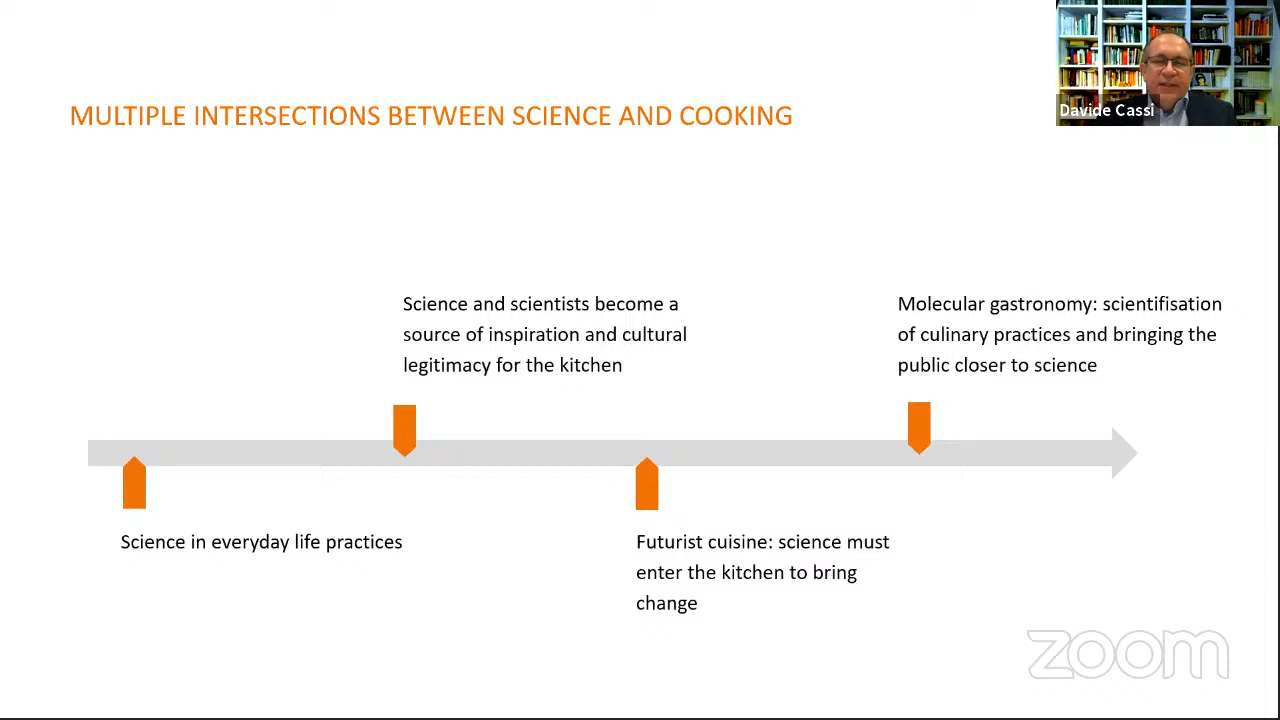 MULTIPLE INTERSECTIONS BETWEEN SCIENCE AND COOKING
Davide Cassi
Science and scientists become a
source of inspiration and cultural
legitimacy for the kitchen
Molecular gastronomy: scientifisation
of culinary practices and bringing the
public closer to science
Science in everyday life practices
Futurist cuisine: science must
enter the kitchen to bring
change
zoom